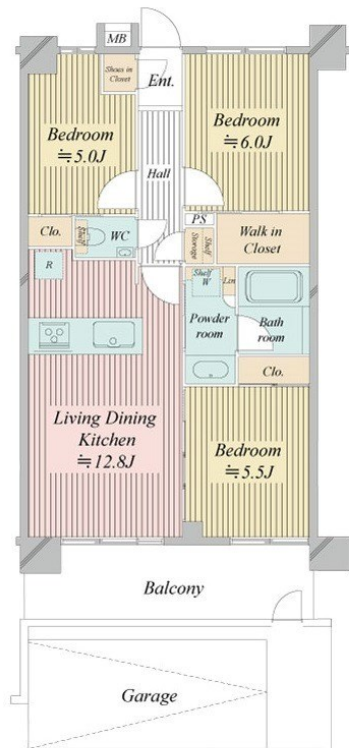 MB
Shoes in
Closet
Ent.
Bedroom
≒5.0J
Bedroom
≒6.0J
Hall
Clo.
Shelf
WC
PS
Shelf
Storage
Walk in
Closet
R
Shelf
W
Lin
Powder
room
Bath
room
Clo.
Living Dining
Kitchen
≒12.8J
Bedroom
≒5.5J
Balcony
Garage